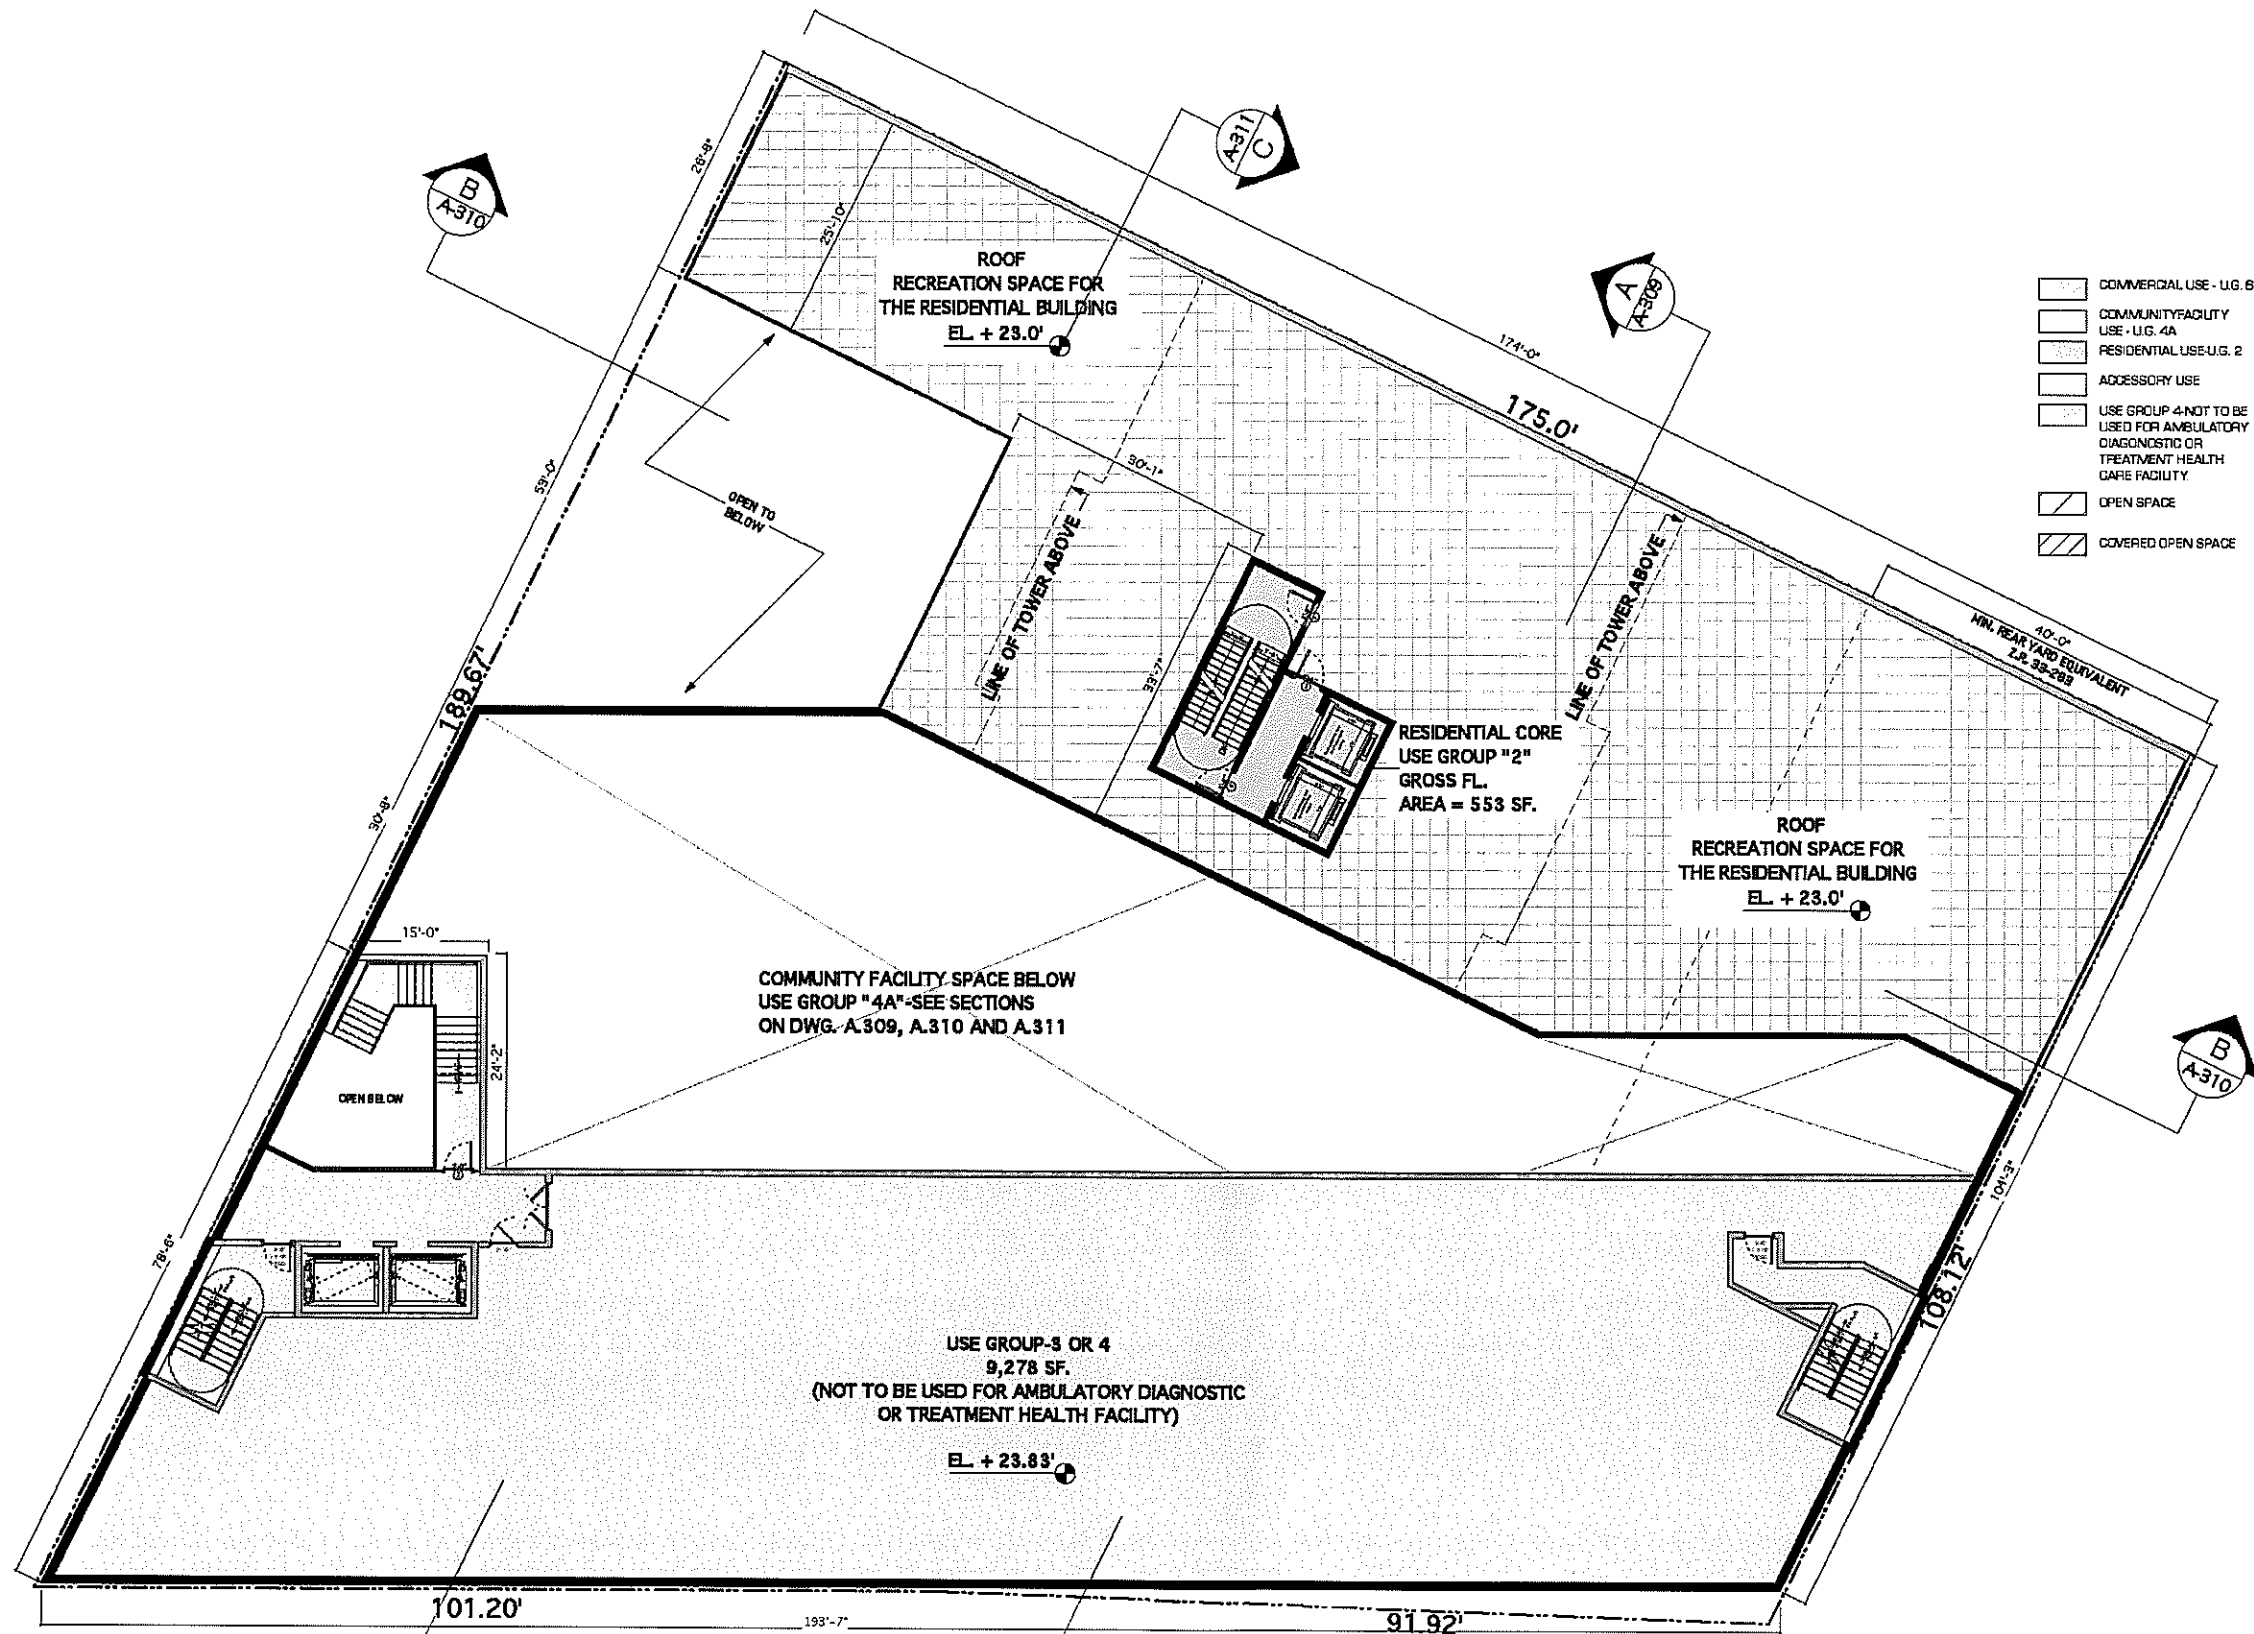 26'-8"
B
A-310
A-311
C
25'-10"
ROOF
RECREATION SPACE FOR
THE RESIDENTIAL BUILDING
EL. + 23.0'
A
A-309
174'-0"
175.0'
COMMERCIAL USE - U.G. 6
COMMUNITYFACILITY
USE - U.G. 4A
RESIDENTIAL USE-U.G. 2
ACCESSORY USE
USE GROUP 4-NOT TO BE
USED FOR AMBULATORY
DIAGONOSTIC OR
TREATMENT HEALTH
CARE FACILITY.
OPEN SPACE
COVERED OPEN SPACE
53'-0"
OPEN TO
BELOW
30'-1"
LINE OF TOWER ABOVE
33'-7"
LINE OF TOWER ABOVE
40'-0"
MIN. REAR YARD EQUIVALENT
Z.R. 33-283
189.67'
RESIDENTIAL CORE
USE GROUP "2"
GROSS FL.
AREA = 553 SF.
30'-8"
ROOF
RECREATION SPACE FOR
THE RESIDENTIAL BUILDING
EL. + 23.0'
15'-0"
24'-2"
OPEN BELOW
COMMUNITY FACILITY SPACE BELOW
USE GROUP "4A"-SEE SECTIONS
ON DWG. A.309, A.310 AND A.311
B
A-310
104'-3"
108.12'
78'-6"
USE GROUP-3 OR 4
9,278 SF.
(NOT TO BE USED FOR AMBULATORY DIAGNOSTIC
OR TREATMENT HEALTH FACILITY)
EL. + 23.83'
101.20'
193'-7"
91.92'